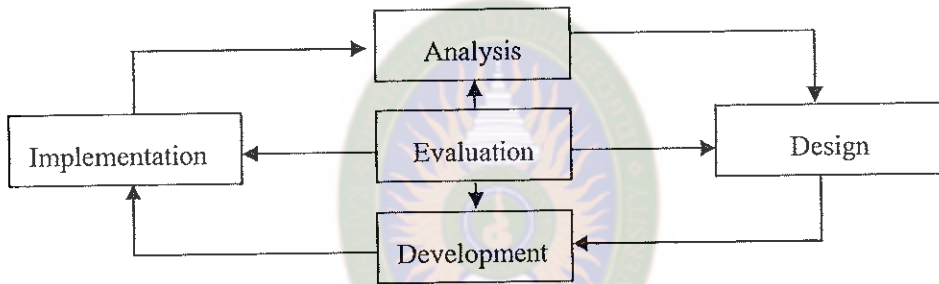 Analysis
Implementation
Evaluation
Design
Development